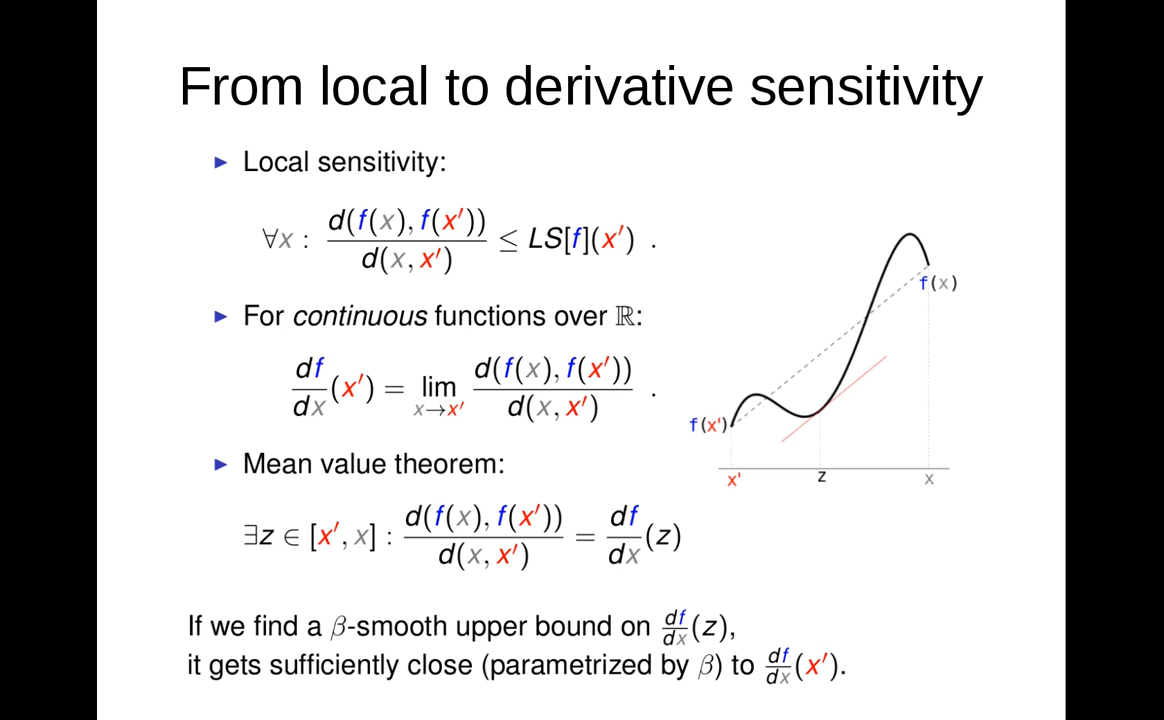 From local to derivative sensitivity
▶ Local sensitivity:
∀x : d(f(x), f(x′)) / d(x, x′) ≤ LS[f](x′) .
▶ For continuous functions over ℝ:
df/dx (x′) = lim x→x′ d(f(x), f(x′)) / d(x, x′) .
▶ Mean value theorem:
∃z ∈ [x′, x] : d(f(x), f(x′)) / d(x, x′) = df/dx (z)
f(x)
f(x')
x' z x
If we find a β-smooth upper bound on df/dx (z),
it gets sufficiently close (parametrized by β) to df/dx (x′).